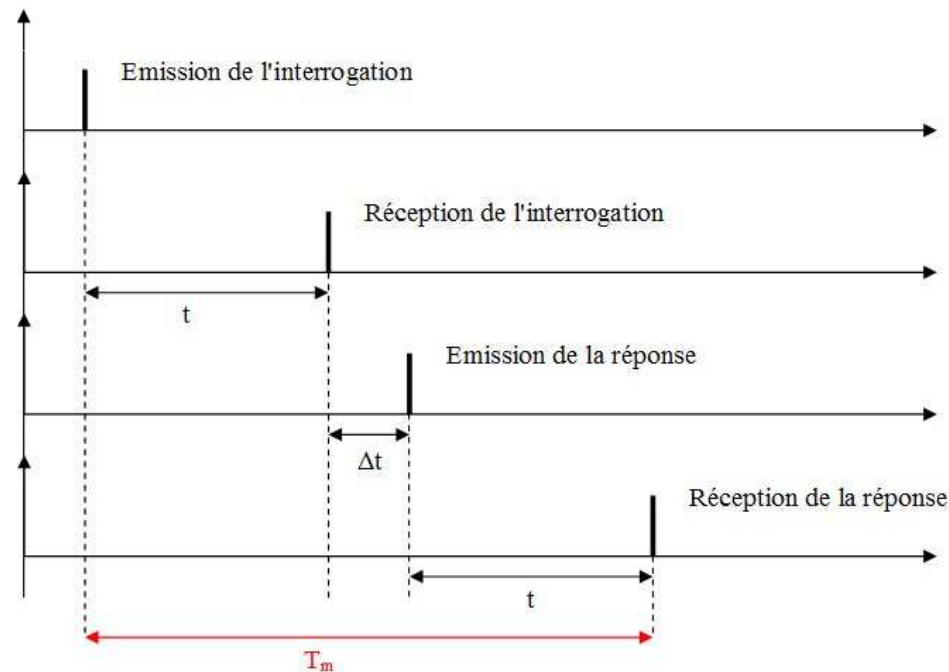 Emission de l'interrogation
Réception de l'interrogation
t
Emission de la réponse
Δt
Réception de la réponse
t
Tm